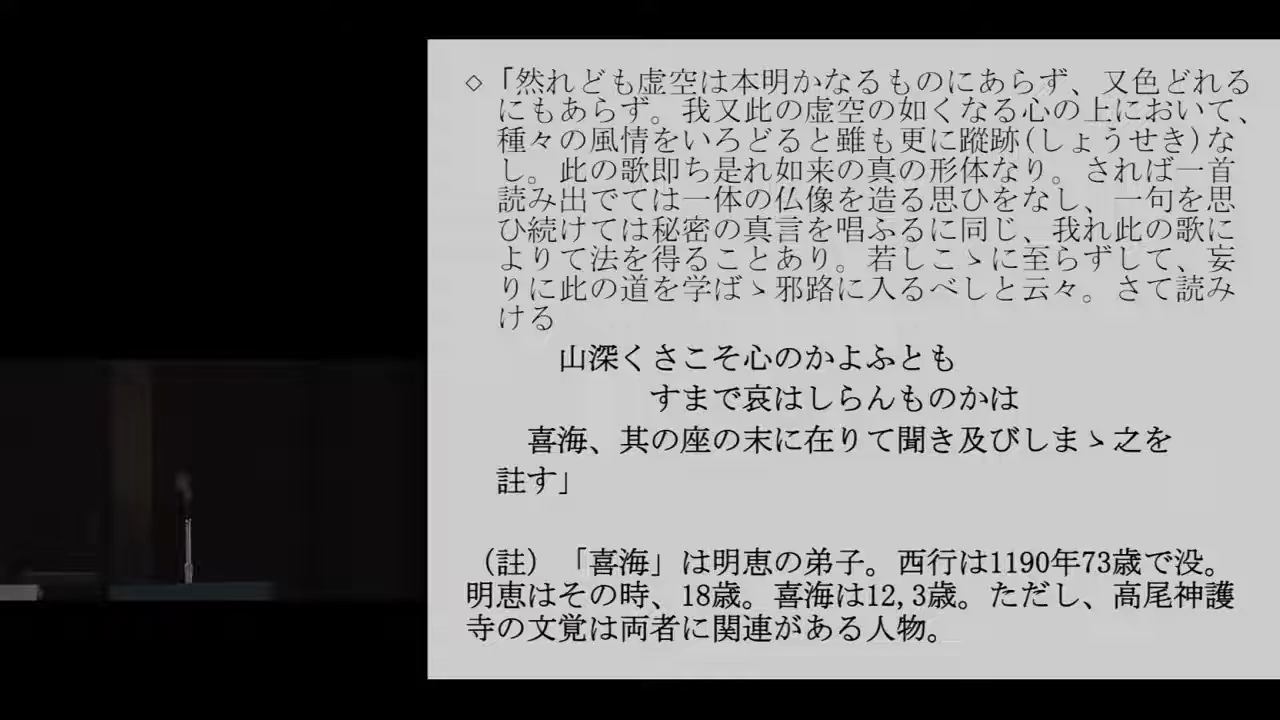 ◇「然れども虚空は本明かなるものにあらず、又色どれる
にもあらず。我又此の虚空の如くなる心の上において、
種々の風情をいろどると雖も更に蹤跡(しょうせき)な
し。此の歌即ち是れ如来の真の形体なり。されば一首
読み出でては一体の仏像を造る思ひをなし、一句を思
ひ続けては秘密の真言を唱ふるに同じ、我れ此の歌に
よりて法を得ることあり。若しこゝに至らずして、妄
りに此の道を学ばゝ邪路に入るべしと云々。さて読み
ける
山深くさこそ心のかよふとも
すまで哀はしらんものかは
喜海、其の座の末に在りて聞き及びしまゝ之を
註す」
（註）「喜海」は明恵の弟子。西行は1190年73歳で没。
明恵はその時、18歳。喜海は12,3歳。ただし、高尾神護
寺の文覚は両者に関連がある人物。